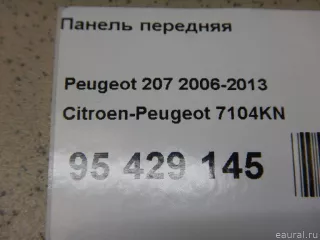 Панель передняя
Peugeot 207 2006-2013
Citroen-Peugeot 7104KN
95 429 145
eaural.ru